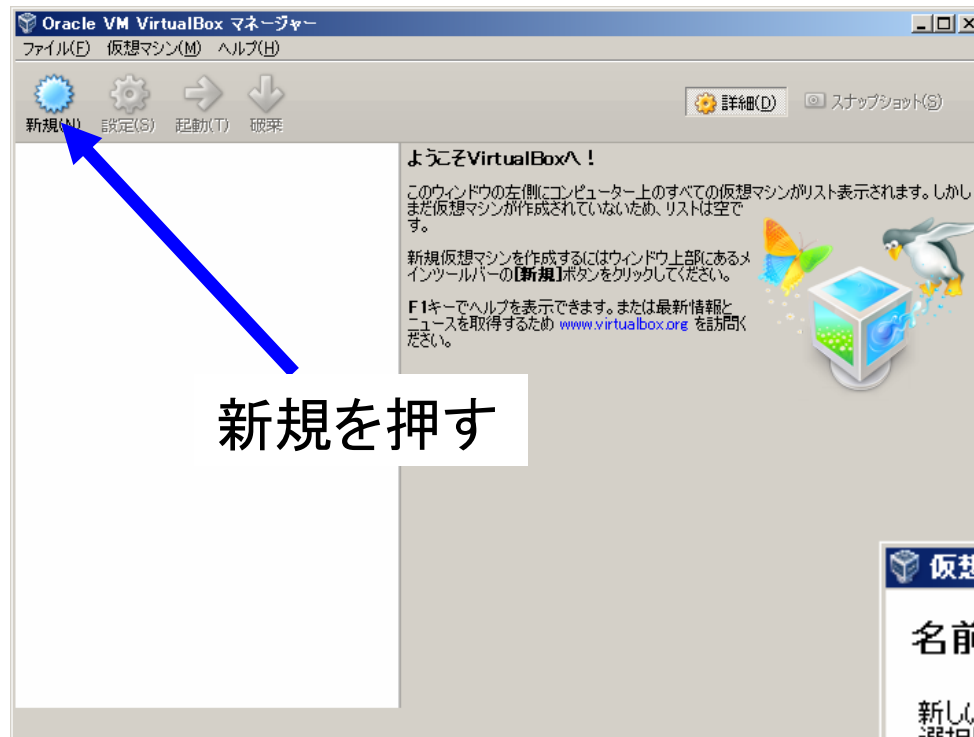 Oracle VM VirtualBox マネージャー
ファイル(F) 仮想マシン(M) ヘルプ(H)
新規(N) 設定(S) 起動(T) 破棄
詳細(D) スナップショット(S)
ようこそVirtualBoxへ！
このウィンドウの左側にコンピューター上のすべての仮想マシンがリスト表示されます。しかし
まだ仮想マシンが作成されていないため、リストは空で
す。
新規仮想マシンを作成するにはウィンドウ上部にあるメ
インツールバーの[新規]ボタンをクリックしてください。
F1キーでヘルプを表示できます。または最新情報と
ニュースを取得するため www.virtualbox.org を訪問く
ださい。
新規を押す
仮想
名前
新しい
選択